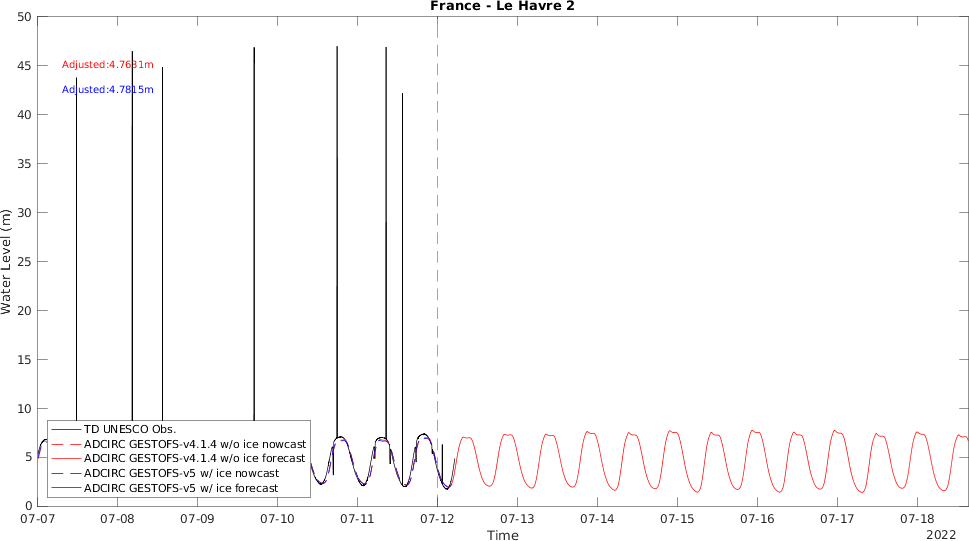 France - Le Havre 2
Water Level (m)
50
45
40
35
30
25
20
15
10
5
0
Adjusted:4.7631m
Adjusted:4.7815m
TD UNESCO Obs.
ADCIRC GESTOFS-v4.1.4 w/o ice nowcast
ADCIRC GESTOFS-v4.1.4 w/o ice forecast
ADCIRC GESTOFS-v5 w/ ice nowcast
ADCIRC GESTOFS-v5 w/ ice forecast
07-07 07-08 07-09 07-10 07-11 07-12 07-13 07-14 07-15 07-16 07-17 07-18
Time
2022